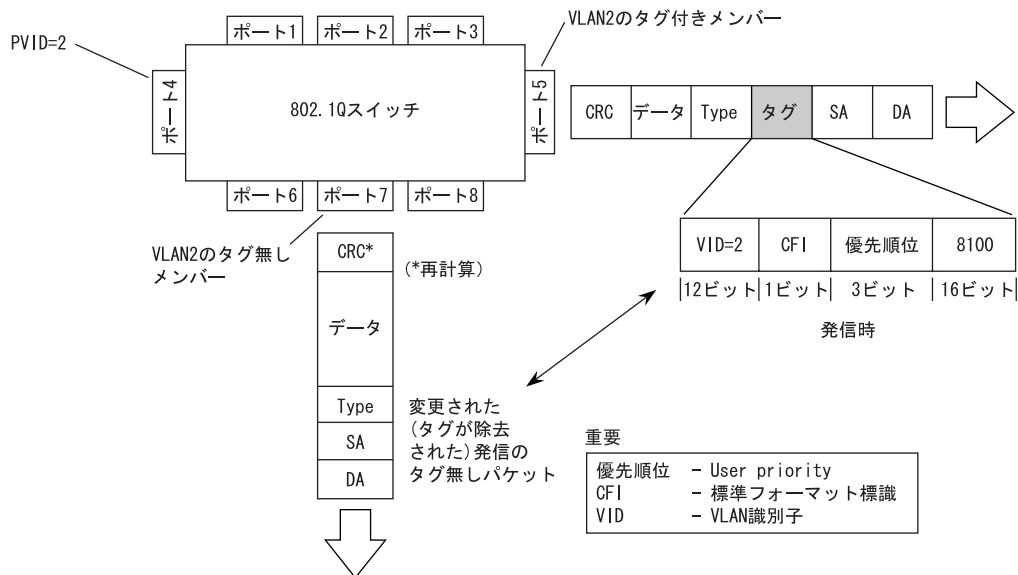 PVID=2
ポート1
ポート2
ポート3
VLAN2のタグ付きメンバー
ポート4
802.1Qスイッチ
ポート5
CRC
データ
Type
タグ
SA
DA
ポート6
ポート7
ポート8
VLAN2のタグ無し
メンバー
VID=2
CFI
優先順位
8100
12ビット
1ビット
3ビット
16ビット
発信時
CRC*
(*再計算)
データ
Type
SA
DA
変更された
(タグが除去
された)発信の
タグ無しパケット
重要
優先順位 - User priority
CFI - 標準フォーマット標識
VID - VLAN識別子